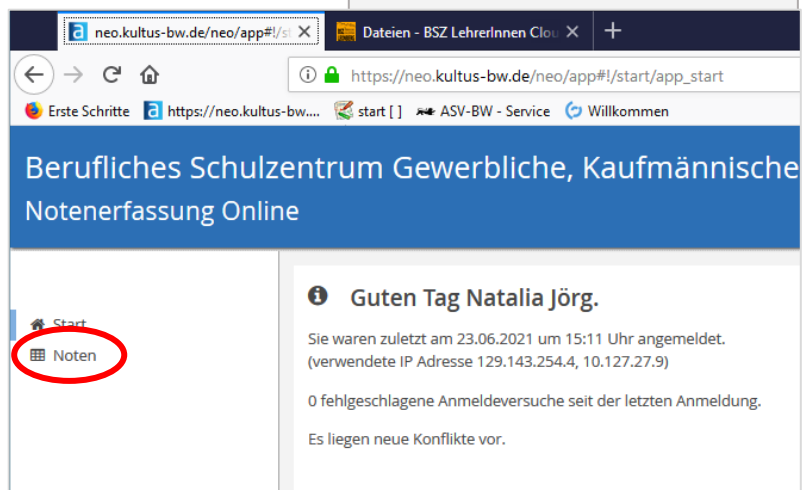 neo.kultus-bw.de/neo/app#!/st
Dateien - BSZ LehrerInnen Clou
https://neo.kultus-bw.de/neo/app#!/start/app_start
Erste Schritte https://neo.kultus-bw.... start [ ] ASV-BW - Service Willkommen
Berufliches Schulzentrum Gewerbliche, Kaufmännische
Notenerfassung Online
Start
Noten
Guten Tag Natalia Jörg.
Sie waren zuletzt am 23.06.2021 um 15:11 Uhr angemeldet.
(verwendete IP Adresse 129.143.254.4, 10.127.27.9)
0 fehlgeschlagene Anmeldeversuche seit der letzten Anmeldung.
Es liegen neue Konflikte vor.